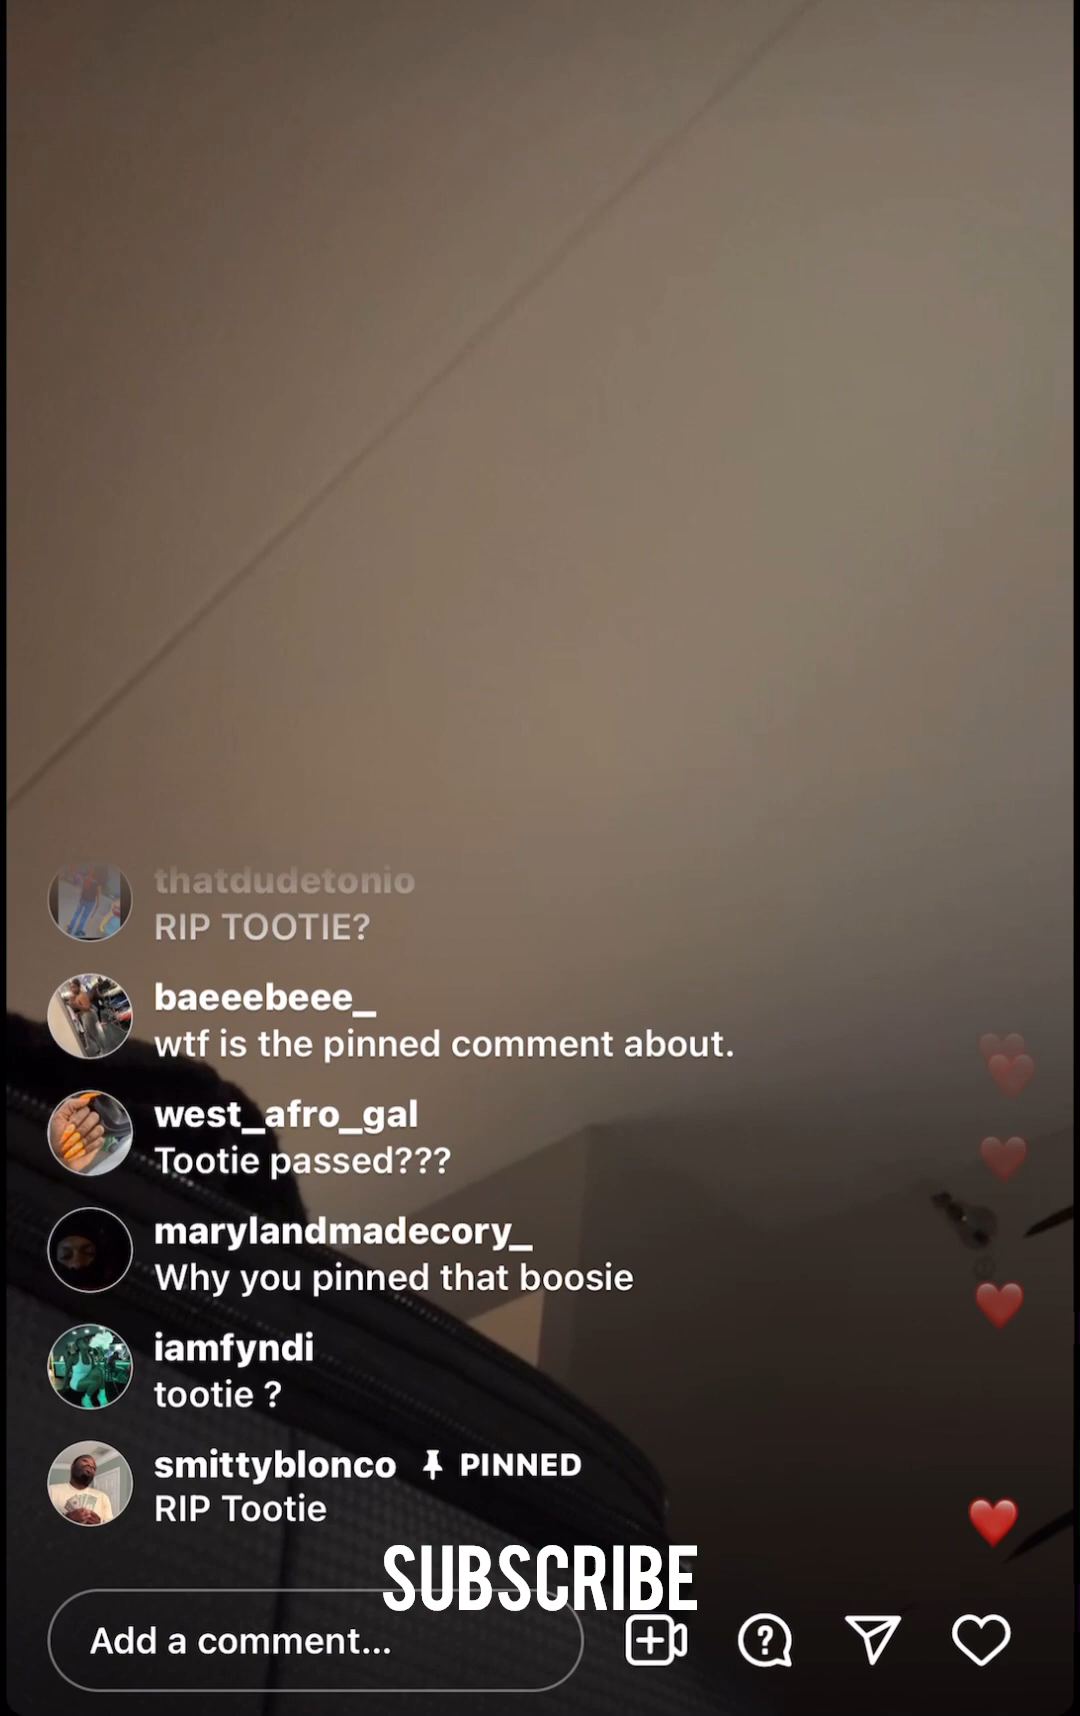 thatdudetonio
RIP TOOTIE?
baeeebeee_
wtf is the pinned comment about.
west_afro_gal
Tootie passed???
marylandmadecory_
Why you pinned that boosie
iamfyndi
tootie ?
smittyblonco PINNED
RIP Tootie
SUBSCRIBE
Add a comment...